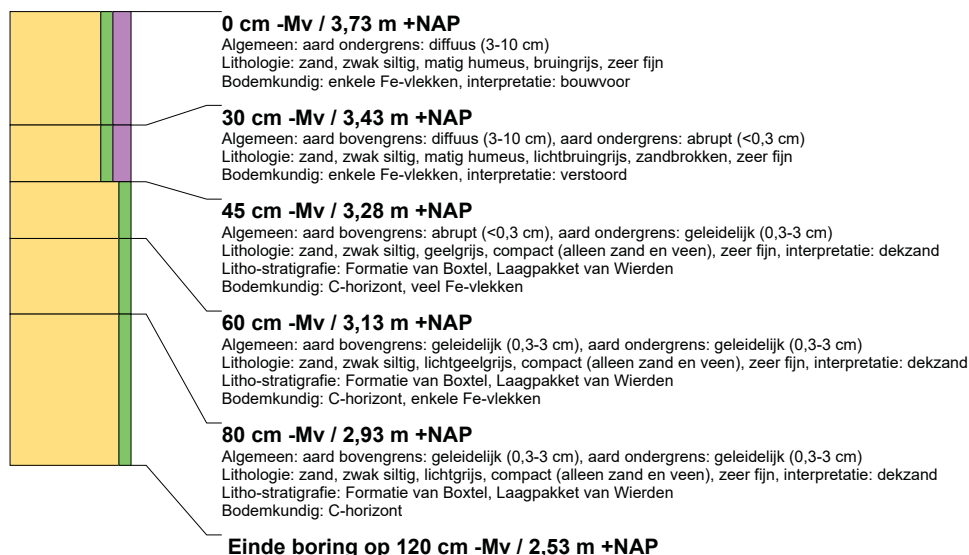 0 cm -Mv / 3,73 m +NAP
Algemeen: aard ondergrens: diffuus (3-10 cm)
Lithologie: zand, zwak siltig, matig humeus, bruingrijs, zeer fijn
Bodemkundig: enkele Fe-vlekken, interpretatie: bouwvoor
30 cm -Mv / 3,43 m +NAP
Algemeen: aard bovengrens: diffuus (3-10 cm), aard ondergrens: abrupt (<0,3 cm)
Lithologie: zand, zwak siltig, matig humeus, lichtbruingrijs, zandbrokken, zeer fijn
Bodemkundig: enkele Fe-vlekken, interpretatie: verstoord
45 cm -Mv / 3,28 m +NAP
Algemeen: aard bovengrens: abrupt (<0,3 cm), aard ondergrens: geleidelijk (0,3-3 cm)
Lithologie: zand, zwak siltig, geelgrijs, compact (alleen zand en veen), zeer fijn, interpretatie: dekzand
Litho-stratigrafie: Formatie van Boxtel, Laagpakket van Wierden
Bodemkundig: C-horizont, veel Fe-vlekken
60 cm -Mv / 3,13 m +NAP
Algemeen: aard bovengrens: geleidelijk (0,3-3 cm), aard ondergrens: geleidelijk (0,3-3 cm)
Lithologie: zand, zwak siltig, lichtgeelgrijs, compact (alleen zand en veen), zeer fijn, interpretatie: dekzand
Litho-stratigrafie: Formatie van Boxtel, Laagpakket van Wierden
Bodemkundig: C-horizont, enkele Fe-vlekken
80 cm -Mv / 2,93 m +NAP
Algemeen: aard bovengrens: geleidelijk (0,3-3 cm), aard ondergrens: geleidelijk (0,3-3 cm)
Lithologie: zand, zwak siltig, lichtgrijs, compact (alleen zand en veen), zeer fijn, interpretatie: dekzand
Litho-stratigrafie: Formatie van Boxtel, Laagpakket van Wierden
Bodemkundig: C-horizont
Einde boring op 120 cm -Mv / 2,53 m +NAP